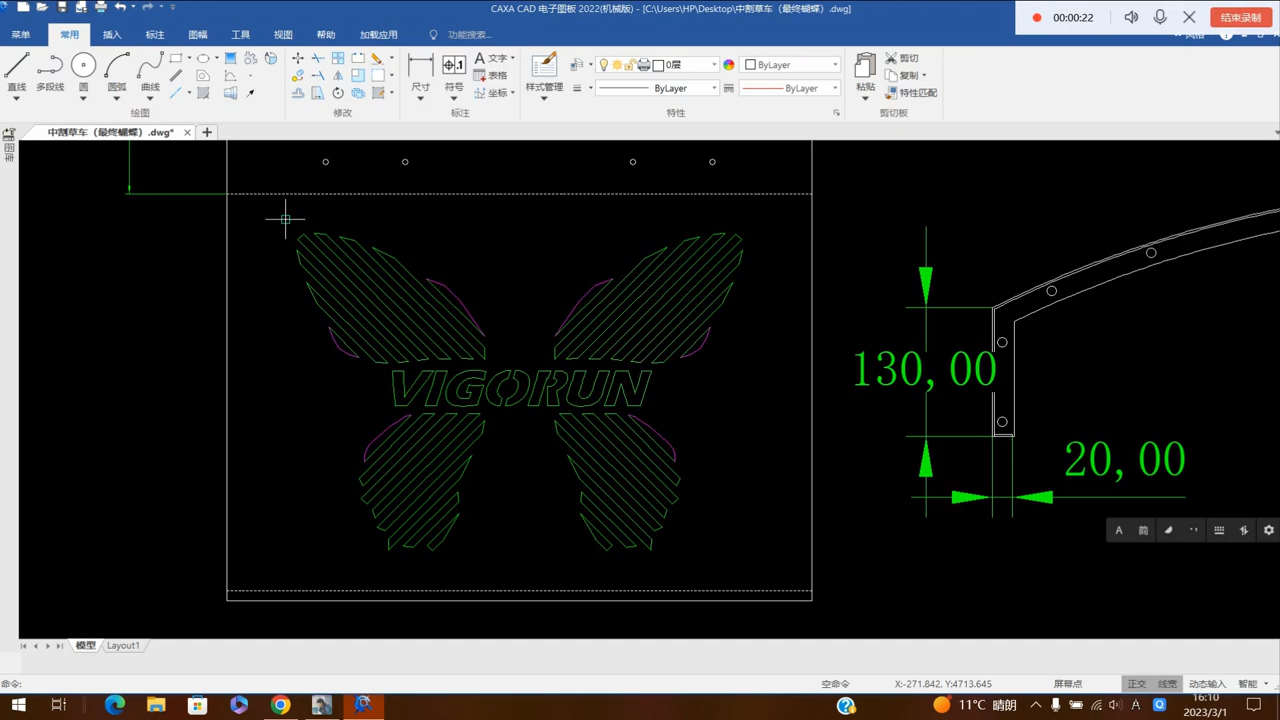 CAXA CAD 电子图板 2022(机械版) - [C:\Users\HP\Desktop\中割草车（最终蝴蝶）.dwg]
00:00:22
结束录制
菜单 常用 插入 标注 图幅 工具 视图 帮助 加载应用 功能搜索...
直线 多段线 圆 圆弧 曲线
绘图
修改
尺寸 符号
文字
表格
坐标
标注
样式管理
0层
ByLayer
ByLayer
ByLayer
特性
粘贴
剪切
复制
特性匹配
剪切板
中割草车（最终蝴蝶）.dwg*
图库
VIGORUN
130,00
20,00
A 简
模型 Layout1
命令:
空命令
X:-271.842, Y:4713.645
屏幕点
正交 线宽 动态输入 智能
11°C 晴朗
A
16:10
2023/3/1